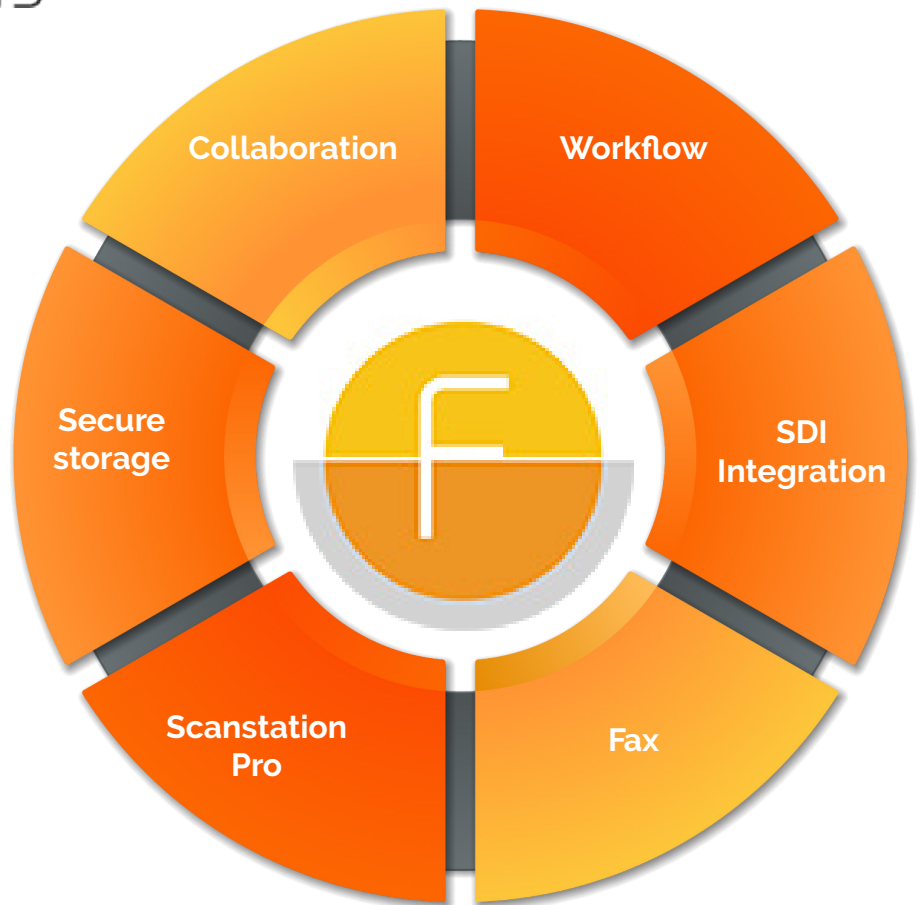 Collaboration
Workflow
Secure
storage
SDI
Integration
Scanstation
Pro
Fax